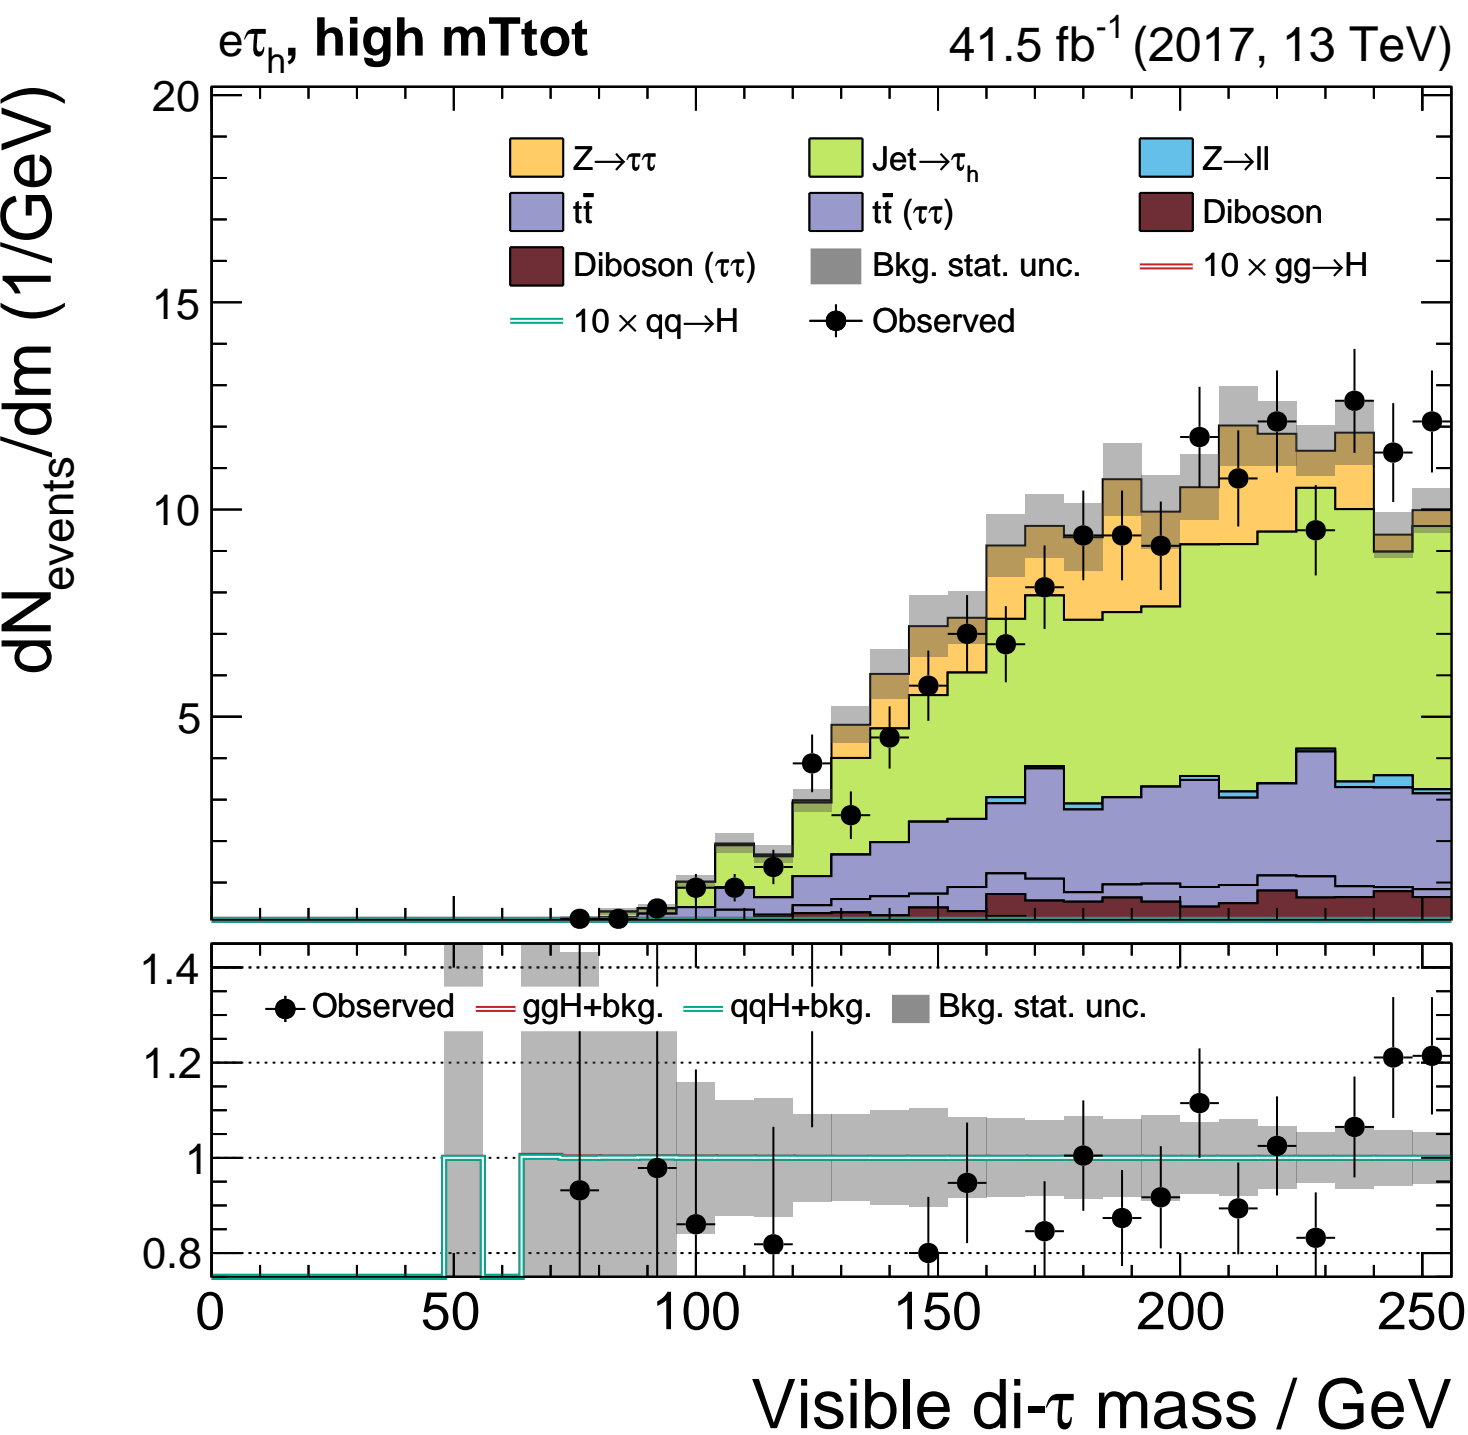 eτh, high mTtot 41.5 fb-1 (2017, 13 TeV)
dNevents/dm (1/GeV)
20
15
10
5
Z→ττ Jet→τh Z→ll
tt̄ tt̄ (ττ) Diboson
Diboson (ττ) Bkg. stat. unc. 10 × gg→H
10 × qq→H Observed
1.4
1.2
1
0.8
Observed ggH+bkg. qqH+bkg. Bkg. stat. unc.
0 50 100 150 200 250
Visible di-τ mass / GeV